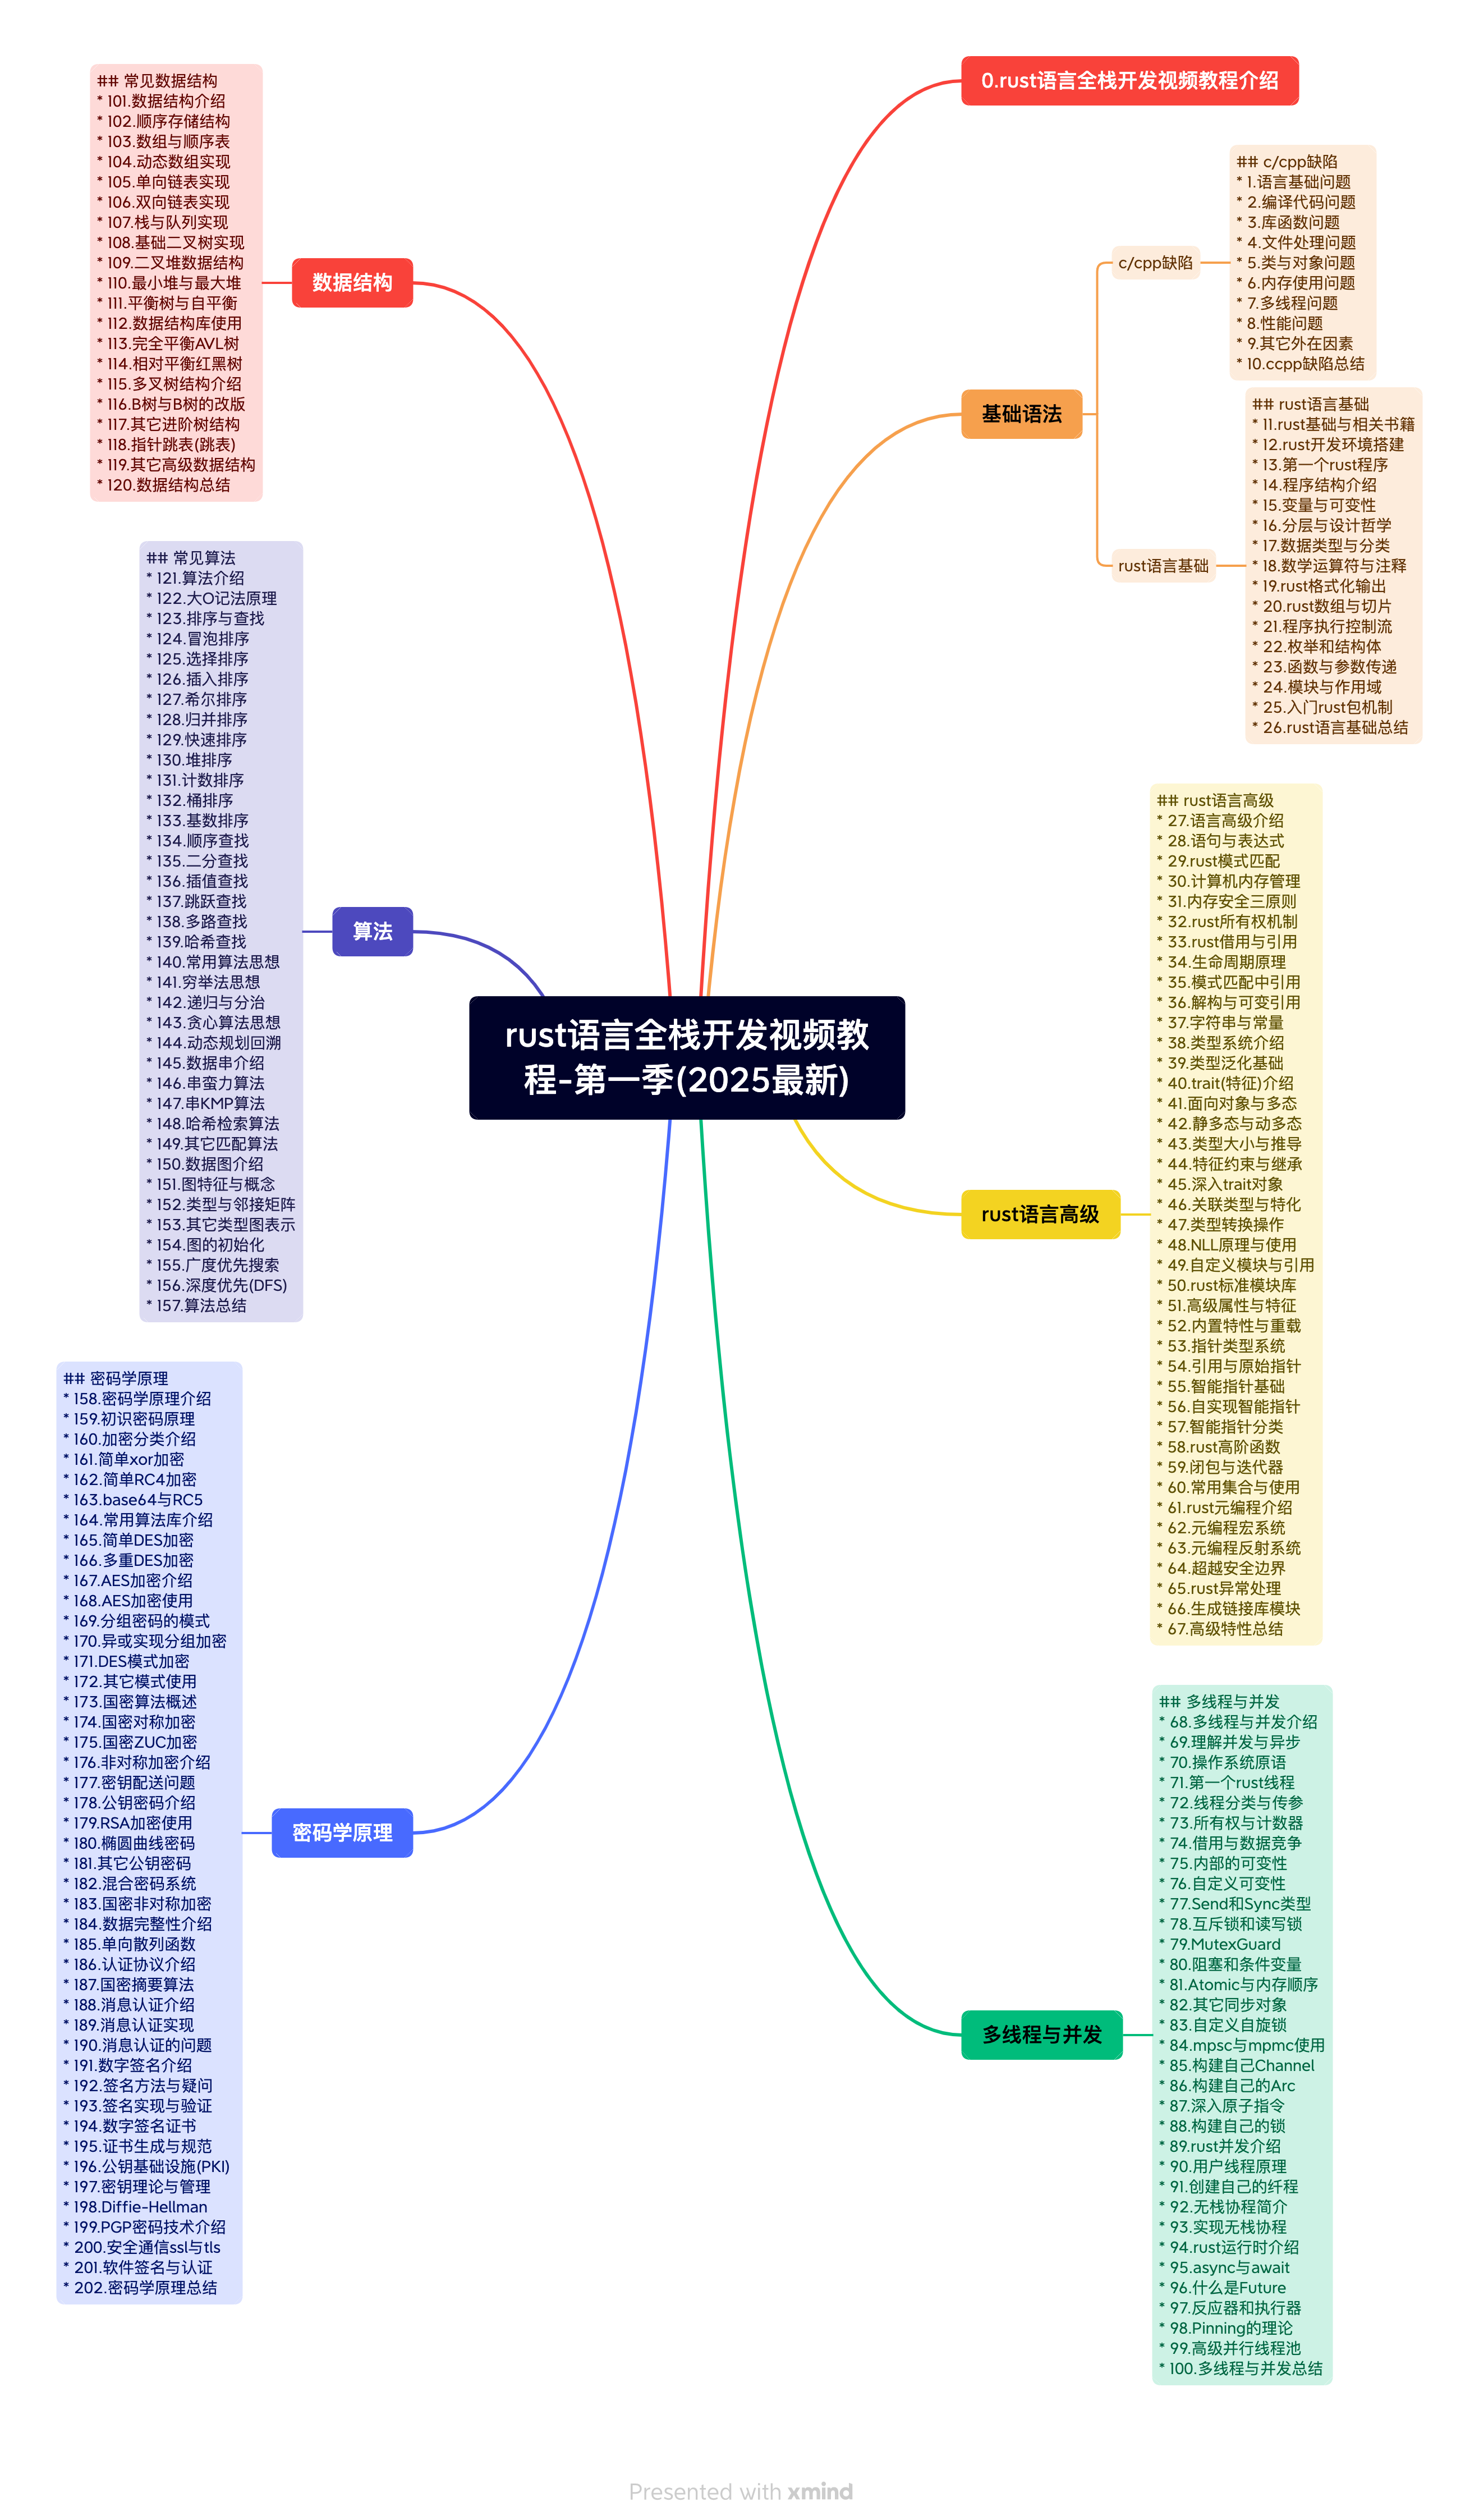 rust语言全栈开发视频教
程-第一季(2025最新)
0.rust语言全栈开发视频教程介绍
基础语法
c/cpp缺陷
## c/cpp缺陷
* 1.语言基础问题
* 2.编译代码问题
* 3.库函数问题
* 4.文件处理问题
* 5.类与对象问题
* 6.内存使用问题
* 7.多线程问题
* 8.性能问题
* 9.其它外在因素
* 10.ccpp缺陷总结
rust语言基础
## rust语言基础
* 11.rust基础与相关书籍
* 12.rust开发环境搭建
* 13.第一个rust程序
* 14.程序结构介绍
* 15.变量与可变性
* 16.分层与设计哲学
* 17.数据类型与分类
* 18.数学运算符与注释
* 19.rust格式化输出
* 20.rust数组与切片
* 21.程序执行控制流
* 22.枚举和结构体
* 23.函数与参数传递
* 24.模块与作用域
* 25.入门rust包机制
* 26.rust语言基础总结
rust语言高级
## rust语言高级
* 27.语言高级介绍
* 28.语句与表达式
* 29.rust模式匹配
* 30.计算机内存管理
* 31.内存安全三原则
* 32.rust所有权机制
* 33.rust借用与引用
* 34.生命周期原理
* 35.模式匹配中引用
* 36.解构与可变引用
* 37.字符串与常量
* 38.类型系统介绍
* 39.类型泛化基础
* 40.trait(特征)介绍
* 41.面向对象与多态
* 42.静多态与动多态
* 43.类型大小与推导
* 44.特征约束与继承
* 45.深入trait对象
* 46.关联类型与特化
* 47.类型转换操作
* 48.NLL原理与使用
* 49.自定义模块与引用
* 50.rust标准模块库
* 51.高级属性与特征
* 52.内置特性与重载
* 53.指针类型系统
* 54.引用与原始指针
* 55.智能指针基础
* 56.自实现智能指针
* 57.智能指针分类
* 58.rust高阶函数
* 59.闭包与迭代器
* 60.常用集合与使用
* 61.rust元编程介绍
* 62.元编程宏系统
* 63.元编程反射系统
* 64.超越安全边界
* 65.rust异常处理
* 66.生成链接库模块
* 67.高级特性总结
多线程与并发
## 多线程与并发
* 68.多线程与并发介绍
* 69.理解并发与异步
* 70.操作系统原语
* 71.第一个rust线程
* 72.线程分类与传参
* 73.所有权与计数器
* 74.借用与数据竞争
* 75.内部的可变性
* 76.自定义可变性
* 77.Send和Sync类型
* 78.互斥锁和读写锁
* 79.MutexGuard
* 80.阻塞和条件变量
* 81.Atomic与内存顺序
* 82.其它同步对象
* 83.自定义自旋锁
* 84.mpsc与mpmc使用
* 85.构建自己Channel
* 86.构建自己的Arc
* 87.深入原子指令
* 88.构建自己的锁
* 89.rust并发介绍
* 90.用户线程原理
* 91.创建自己的纤程
* 92.无栈协程简介
* 93.实现无栈协程
* 94.rust运行时介绍
* 95.async与await
* 96.什么是Future
* 97.反应器和执行器
* 98.Pinning的理论
* 99.高级并行线程池
* 100.多线程与并发总结
数据结构
## 常见数据结构
* 101.数据结构介绍
* 102.顺序存储结构
* 103.数组与顺序表
* 104.动态数组实现
* 105.单向链表实现
* 106.双向链表实现
* 107.栈与队列实现
* 108.基础二叉树实现
* 109.二叉堆数据结构
* 110.最小堆与最大堆
* 111.平衡树与自平衡
* 112.数据结构库使用
* 113.完全平衡AVL树
* 114.相对平衡红黑树
* 115.多叉树结构介绍
* 116.B树与B树的改版
* 117.其它进阶树结构
* 118.指针跳表(跳表)
* 119.其它高级数据结构
* 120.数据结构总结
算法
## 常见算法
* 121.算法介绍
* 122.大O记法原理
* 123.排序与查找
* 124.冒泡排序
* 125.选择排序
* 126.插入排序
* 127.希尔排序
* 128.归并排序
* 129.快速排序
* 130.堆排序
* 131.计数排序
* 132.桶排序
* 133.基数排序
* 134.顺序查找
* 135.二分查找
* 136.插值查找
* 137.跳跃查找
* 138.多路查找
* 139.哈希查找
* 140.常用算法思想
* 141.穷举法思想
* 142.递归与分治
* 143.贪心算法思想
* 144.动态规划回溯
* 145.数据串介绍
* 146.串蛮力算法
* 147.串KMP算法
* 148.哈希检索算法
* 149.其它匹配算法
* 150.数据图介绍
* 151.图特征与概念
* 152.类型与邻接矩阵
* 153.其它类型图表示
* 154.图的初始化
* 155.广度优先搜索
* 156.深度优先(DFS)
* 157.算法总结
密码学原理
## 密码学原理
* 158.密码学原理介绍
* 159.初识密码原理
* 160.加密分类介绍
* 161.简单xor加密
* 162.简单RC4加密
* 163.base64与RC5
* 164.常用算法库介绍
* 165.简单DES加密
* 166.多重DES加密
* 167.AES加密介绍
* 168.AES加密使用
* 169.分组密码的模式
* 170.异或实现分组加密
* 171.DES模式加密
* 172.其它模式使用
* 173.国密算法概述
* 174.国密对称加密
* 175.国密ZUC加密
* 176.非对称加密介绍
* 177.密钥配送问题
* 178.公钥密码介绍
* 179.RSA加密使用
* 180.椭圆曲线密码
* 181.其它公钥密码
* 182.混合密码系统
* 183.国密非对称加密
* 184.数据完整性介绍
* 185.单向散列函数
* 186.认证协议介绍
* 187.国密摘要算法
* 188.消息认证介绍
* 189.消息认证实现
* 190.消息认证的问题
* 191.数字签名介绍
* 192.签名方法与疑问
* 193.签名实现与验证
* 194.数字签名证书
* 195.证书生成与规范
* 196.公钥基础设施(PKI)
* 197.密钥理论与管理
* 198.Diffie-Hellman
* 199.PGP密码技术介绍
* 200.安全通信ssl与tls
* 201.软件签名与认证
* 202.密码学原理总结
Presented with xmind